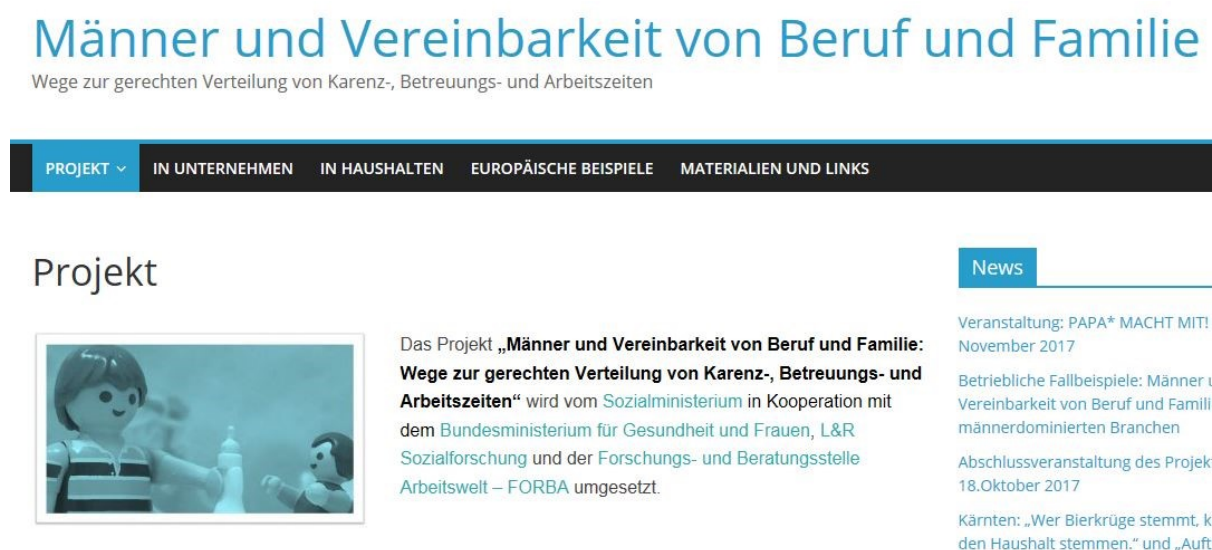 Männer und Vereinbarkeit von Beruf und Familie
Wege zur gerechten Verteilung von Karenz-, Betreuungs- und Arbeitszeiten
PROJEKT IN UNTERNEHMEN IN HAUSHALTEN EUROPÄISCHE BEISPIELE MATERIALIEN UND LINKS
Projekt
Das Projekt „Männer und Vereinbarkeit von Beruf und Familie:
Wege zur gerechten Verteilung von Karenz-, Betreuungs- und
Arbeitszeiten“ wird vom Sozialministerium in Kooperation mit
dem Bundesministerium für Gesundheit und Frauen, L&R
Sozialforschung und der Forschungs- und Beratungsstelle
Arbeitswelt – FORBA umgesetzt.
News
Veranstaltung: PAPA* MACHT MIT!
November 2017
Betriebliche Fallbeispiele: Männer
Vereinbarkeit von Beruf und
männerdominierten Branchen
Abschlussveranstaltung des
18.Oktober 2017
Kärnten: „Wer Bierkrüge stemmt,
den Haushalt stemmen.“ und